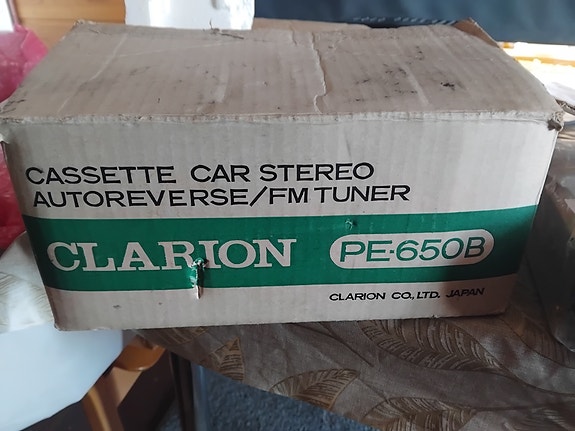 CASSETTE CAR STEREO
AUTOREVERSE/FM TUNER
CLARION PE-650B
CLARION CO., LTD. JAPAN